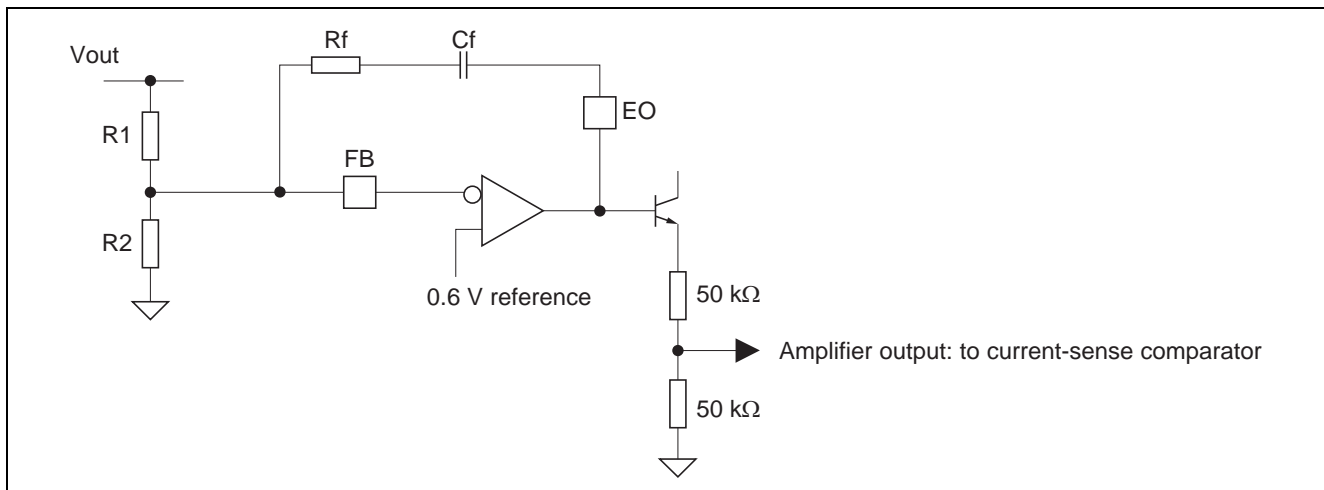 Rf
Cf
Vout
EO
R1
FB
R2
0.6 V reference
50 kΩ
Amplifier output: to current-sense comparator
50 kΩ